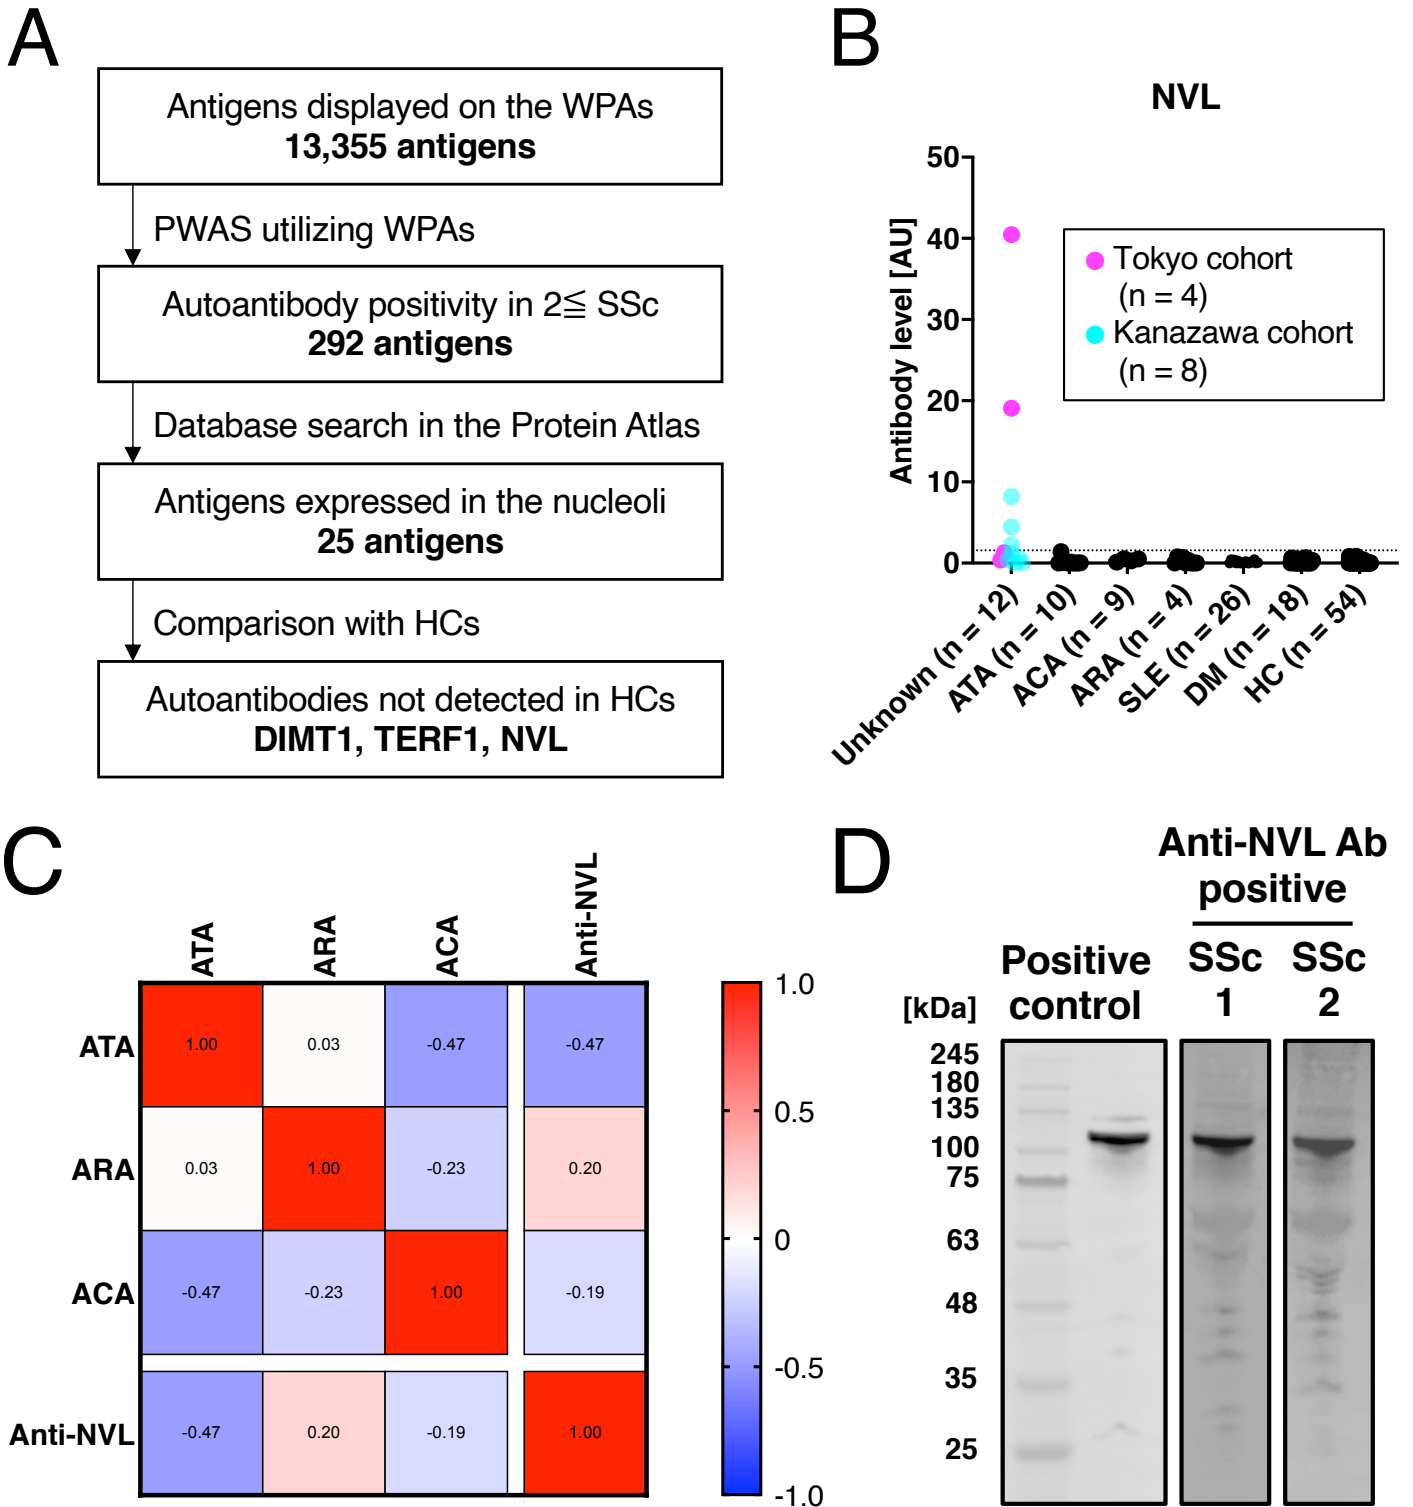 A
Antigens displayed on the WPAs
13,355 antigens
PWAS utilizing WPAs
Autoantibody positivity in 2≦ SSc
292 antigens
Database search in the Protein Atlas
Antigens expressed in the nucleoli
25 antigens
Comparison with HCs
Autoantibodies not detected in HCs
DIMT1, TERF1, NVL
B
NVL
Antibody level [AU]
50
40
30
20
10
0
Tokyo cohort
(n = 4)
Kanazawa cohort
(n = 8)
Unknown (n = 12)
ATA (n = 10)
ACA (n = 9)
ARA (n = 4)
SLE (n = 26)
DM (n = 18)
HC (n = 54)
C
ATA ARA ACA Anti-NVL
ATA 1.00 0.03 -0.47 -0.47
ARA 0.03 1.00 -0.23 0.20
ACA -0.47 -0.23 1.00 -0.19
Anti-NVL -0.47 0.20 -0.19 1.00
1.0
0.5
0
-0.5
-1.0
D
Anti-NVL Ab
positive
Positive
control
SSc
1
SSc
2
[kDa]
245
180
135
100
75
63
48
35
25